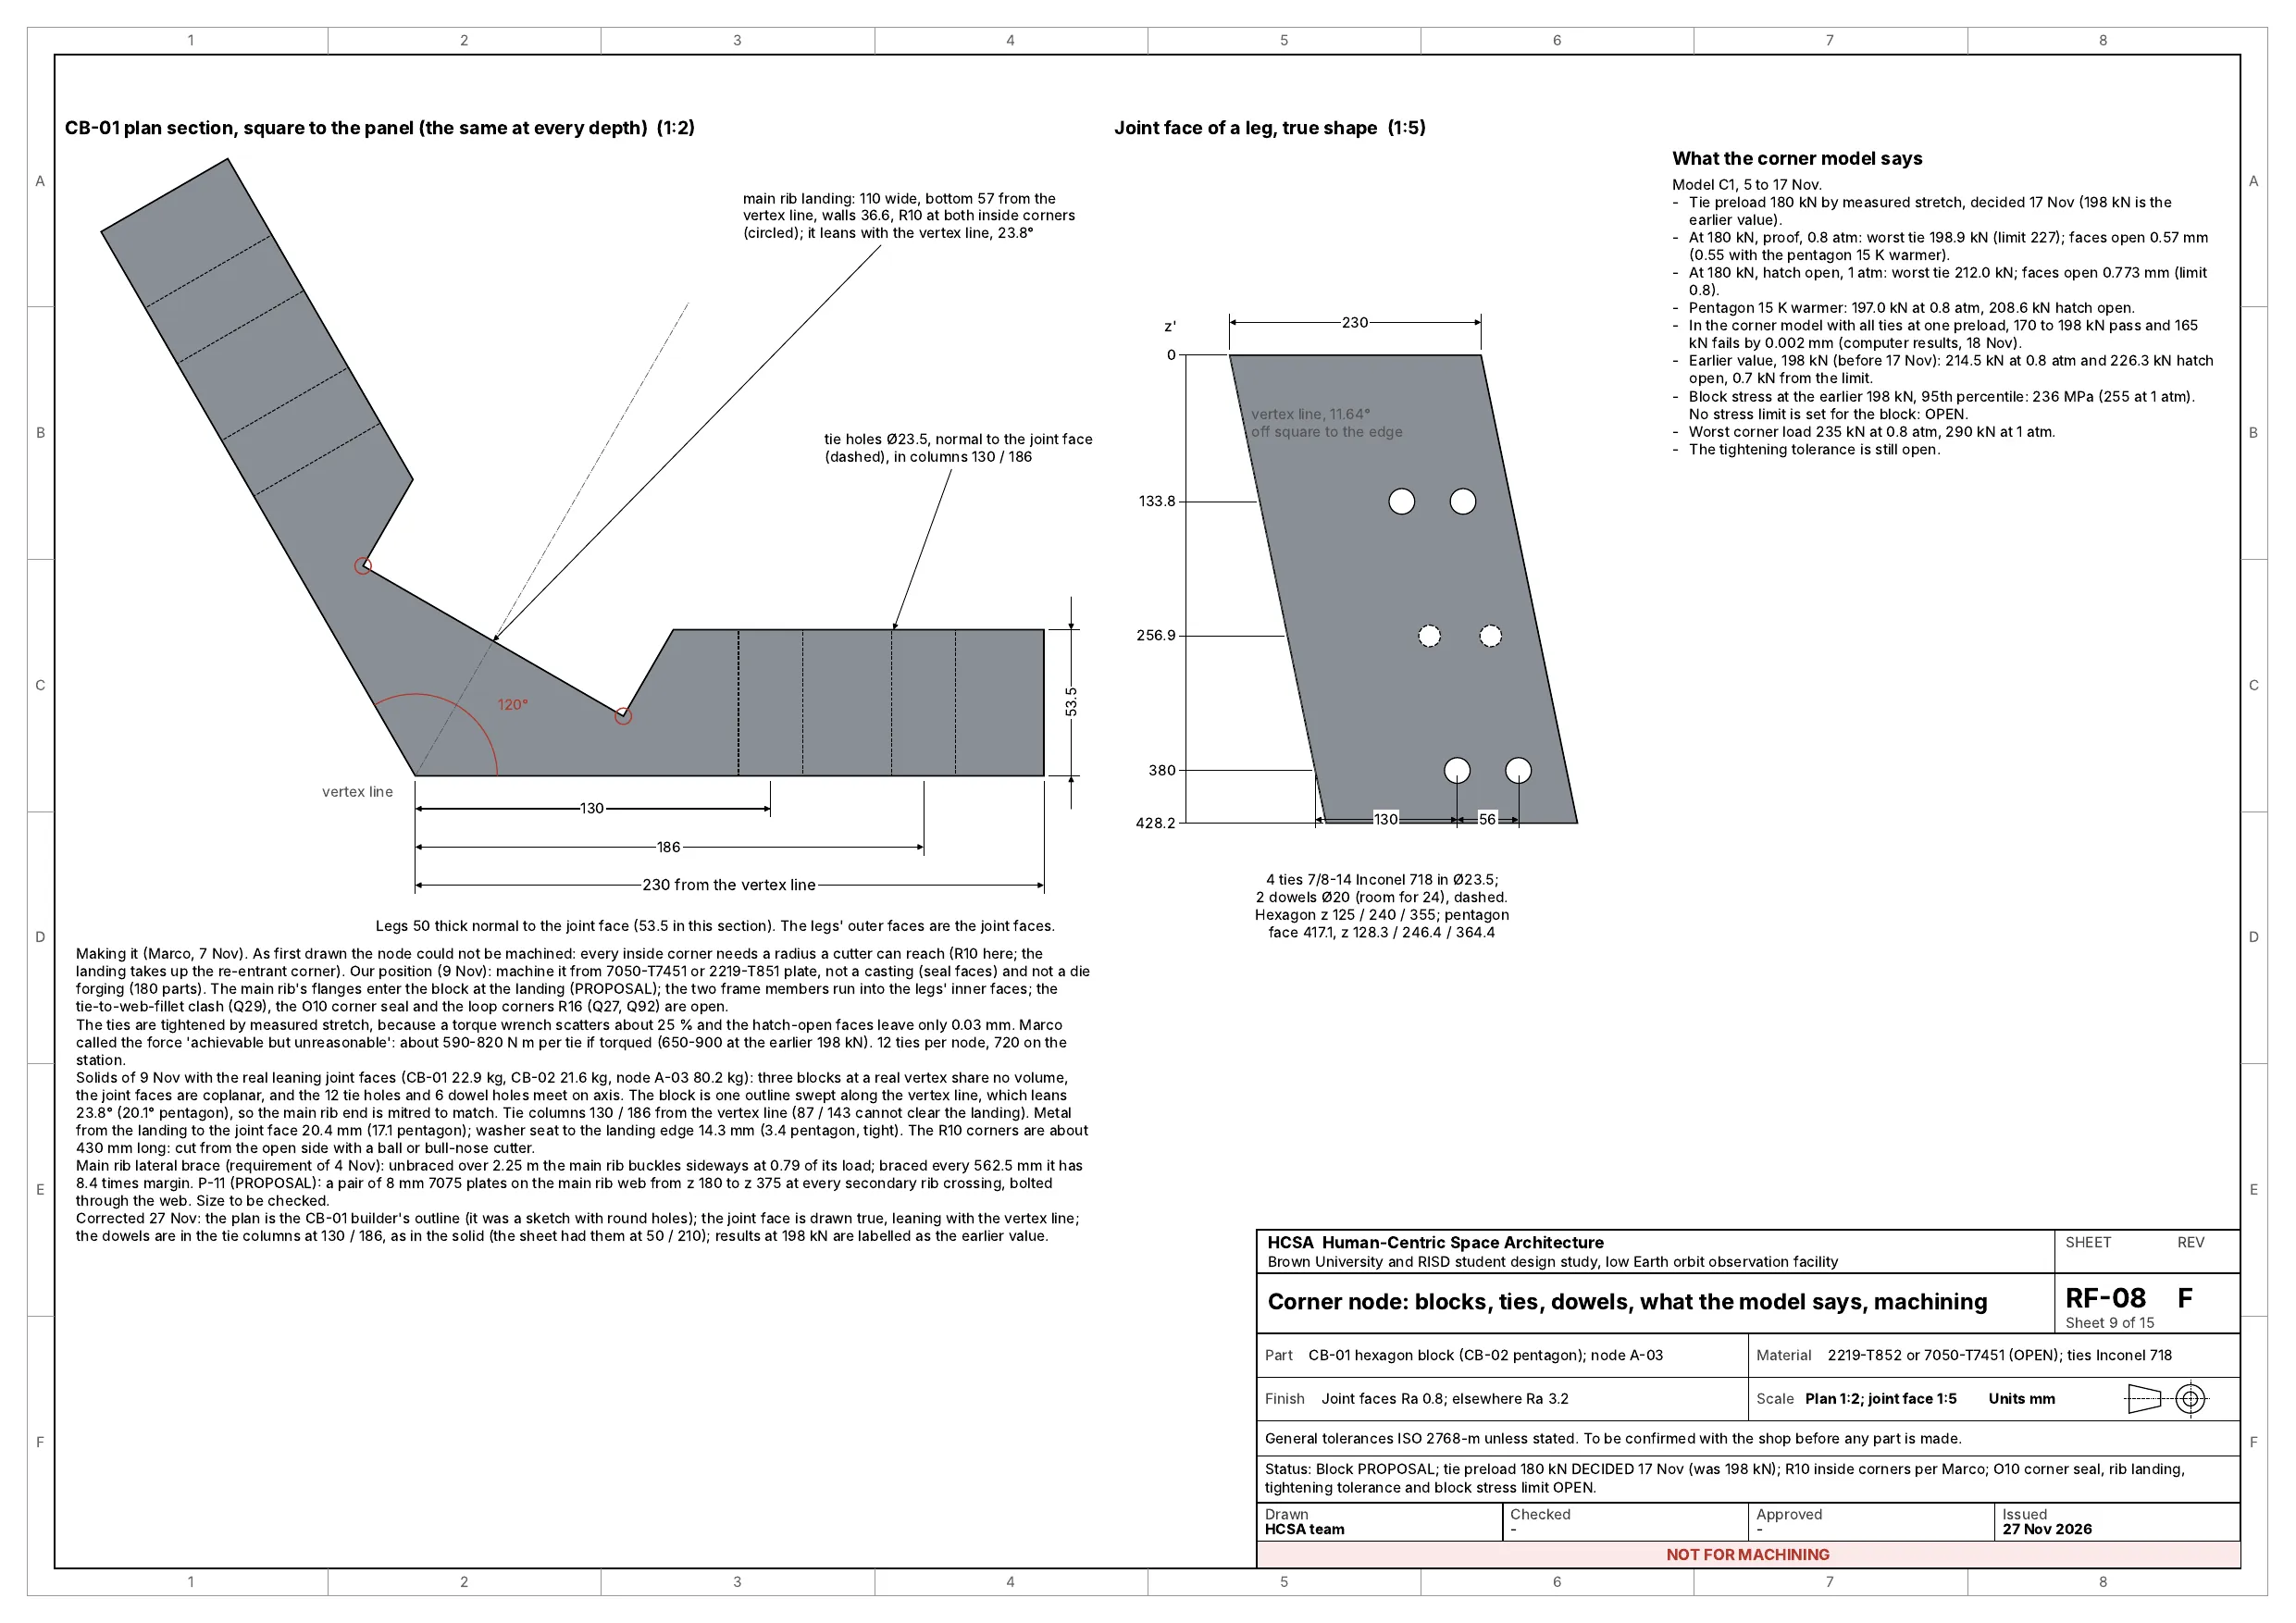 1 2 3 4 5 6 7 8
A A
B B
C C
D D
E E
F F
CB-01 plan section, square to the panel (the same at every depth) (1:2)
main rib landing: 110 wide, bottom 57 from the
vertex line, walls 36.6, R10 at both inside corners
(circled); it leans with the vertex line, 23.8°
tie holes Ø23.5, normal to the joint face
(dashed), in columns 130 / 186
120°
53.5
vertex line
130
186
230 from the vertex line
Legs 50 thick normal to the joint face (53.5 in this section). The legs' outer faces are the joint faces.
Joint face of a leg, true shape (1:5)
230
z'
0
vertex line, 11.64°
off square to the edge
133.8
256.9
380
428.2
130
56
4 ties 7/8-14 Inconel 718 in Ø23.5;
2 dowels Ø20 (room for 24), dashed.
Hexagon z 125 / 240 / 355; pentagon
face 417.1, z 128.3 / 246.4 / 364.4
What the corner model says
Model C1, 5 to 17 Nov.
- Tie preload 180 kN by measured stretch, decided 17 Nov (198 kN is the
earlier value).
- At 180 kN, proof, 0.8 atm: worst tie 198.9 kN (limit 227); faces open 0.57 mm
(0.55 with the pentagon 15 K warmer).
- At 180 kN, hatch open, 1 atm: worst tie 212.0 kN; faces open 0.773 mm (limit
0.8).
- Pentagon 15 K warmer: 197.0 kN at 0.8 atm, 208.6 kN hatch open.
- In the corner model with all ties at one preload, 170 to 198 kN pass and 165
kN fails by 0.002 mm (computer results, 18 Nov).
- Earlier value, 198 kN (before 17 Nov): 214.5 kN at 0.8 atm and 226.3 kN hatch
open, 0.7 kN from the limit.
- Block stress at the earlier 198 kN, 95th percentile: 236 MPa (255 at 1 atm).
No stress limit is set for the block: OPEN.
- Worst corner load 235 kN at 0.8 atm, 290 kN at 1 atm.
- The tightening tolerance is still open.
Making it (Marco, 7 Nov). As first drawn the node could not be machined: every inside corner needs a radius a cutter can reach (R10 here; the
landing takes up the re-entrant corner). Our position (9 Nov): machine it from 7050-T7451 or 2219-T851 plate, not a casting (seal faces) and not a die
forging (180 parts). The main rib's flanges enter the block at the landing (PROPOSAL); the two frame members run into the legs' inner faces; the
tie-to-web-fillet clash (Q29), the O10 corner seal and the loop corners R16 (Q27, Q92) are open.
The ties are tightened by measured stretch, because a torque wrench scatters about 25 % and the hatch-open faces leave only 0.03 mm. Marco
called the force 'achievable but unreasonable': about 590-820 N m per tie if torqued (650-900 at the earlier 198 kN). 12 ties per node, 720 on the
station.
Solids of 9 Nov with the real leaning joint faces (CB-01 22.9 kg, CB-02 21.6 kg, node A-03 80.2 kg): three blocks at a real vertex share no volume,
the joint faces are coplanar, and the 12 tie holes and 6 dowel holes meet on axis. The block is one outline swept along the vertex line, which leans
23.8° (20.1° pentagon), so the main rib end is mitred to match. Tie columns 130 / 186 from the vertex line (87 / 143 cannot clear the landing). Metal
from the landing to the joint face 20.4 mm (17.1 pentagon); washer seat to the landing edge 14.3 mm (3.4 pentagon, tight). The R10 corners are about
430 mm long: cut from the open side with a ball or bull-nose cutter.
Main rib lateral brace (requirement of 4 Nov): unbraced over 2.25 m the main rib buckles sideways at 0.79 of its load; braced every 562.5 mm it has
8.4 times margin. P-11 (PROPOSAL): a pair of 8 mm 7075 plates on the main rib web from z 180 to z 375 at every secondary rib crossing, bolted
through the web. Size to be checked.
Corrected 27 Nov: the plan is the CB-01 builder's outline (it was a sketch with round holes); the joint face is drawn true, leaning with the vertex line;
the dowels are in the tie columns at 130 / 186, as in the solid (the sheet had them at 50 / 210); results at 198 kN are labelled as the earlier value.
HCSA Human-Centric Space Architecture
Brown University and RISD student design study, low Earth orbit observation facility
SHEET REV
Corner node: blocks, ties, dowels, what the model says, machining
RF-08 F
Sheet 9 of 15
Part CB-01 hexagon block (CB-02 pentagon); node A-03
Material 2219-T852 or 7050-T7451 (OPEN); ties Inconel 718
Finish Joint faces Ra 0.8; elsewhere Ra 3.2
Scale Plan 1:2; joint face 1:5 Units mm
General tolerances ISO 2768-m unless stated. To be confirmed with the shop before any part is made.
Status: Block PROPOSAL; tie preload 180 kN DECIDED 17 Nov (was 198 kN); R10 inside corners per Marco; O10 corner seal, rib landing,
tightening tolerance and block stress limit OPEN.
Drawn Checked Approved Issued
HCSA team - - 27 Nov 2026
NOT FOR MACHINING
1 2 3 4 5 6 7 8